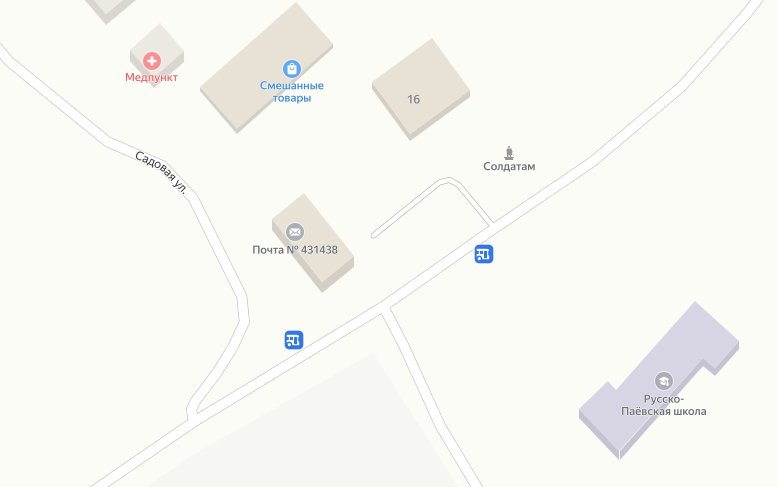 Медпункт
Смешанные
товары
16
Садовая ул.
Солдатам
Почта № 431438
Русско-
Паёвская школа